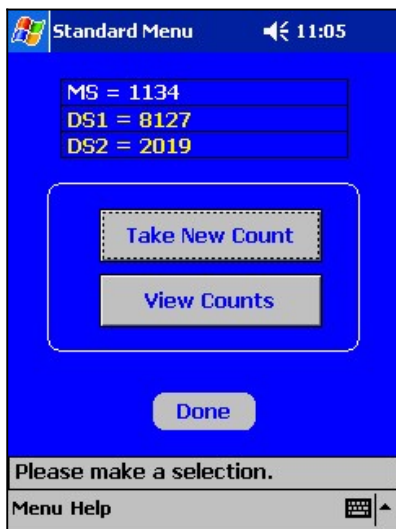 Standard Menu 11:05
MS = 1134
DS1 = 8127
DS2 = 2019
Take New Count
View Counts
Done
Please make a selection.
Menu Help